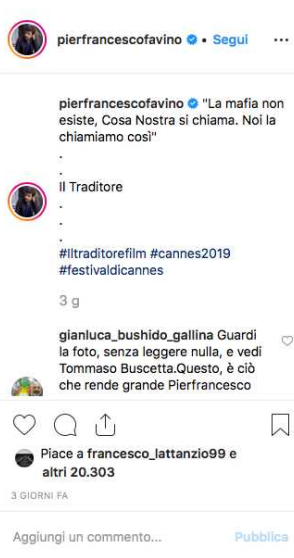 pierfrancescofavino • Segui ...
pierfrancescofavino "La mafia non
esiste, Cosa Nostra si chiama. Noi la
chiamiamo così"
.
.
Il Traditore
.
.
.
#Iltraditorefilm #cannes2019
#festivaldicannes
3 g
gianluca_bushido_gallina Guardi
la foto, senza leggere nulla, e vedi
Tommaso Buscetta.Questo, è ciò
che rende grande Pierfrancesco
Piace a francesco_lattanzio99 e
altri 20.303
3 GIORNI FA
Aggiungi un commento... Pubblica